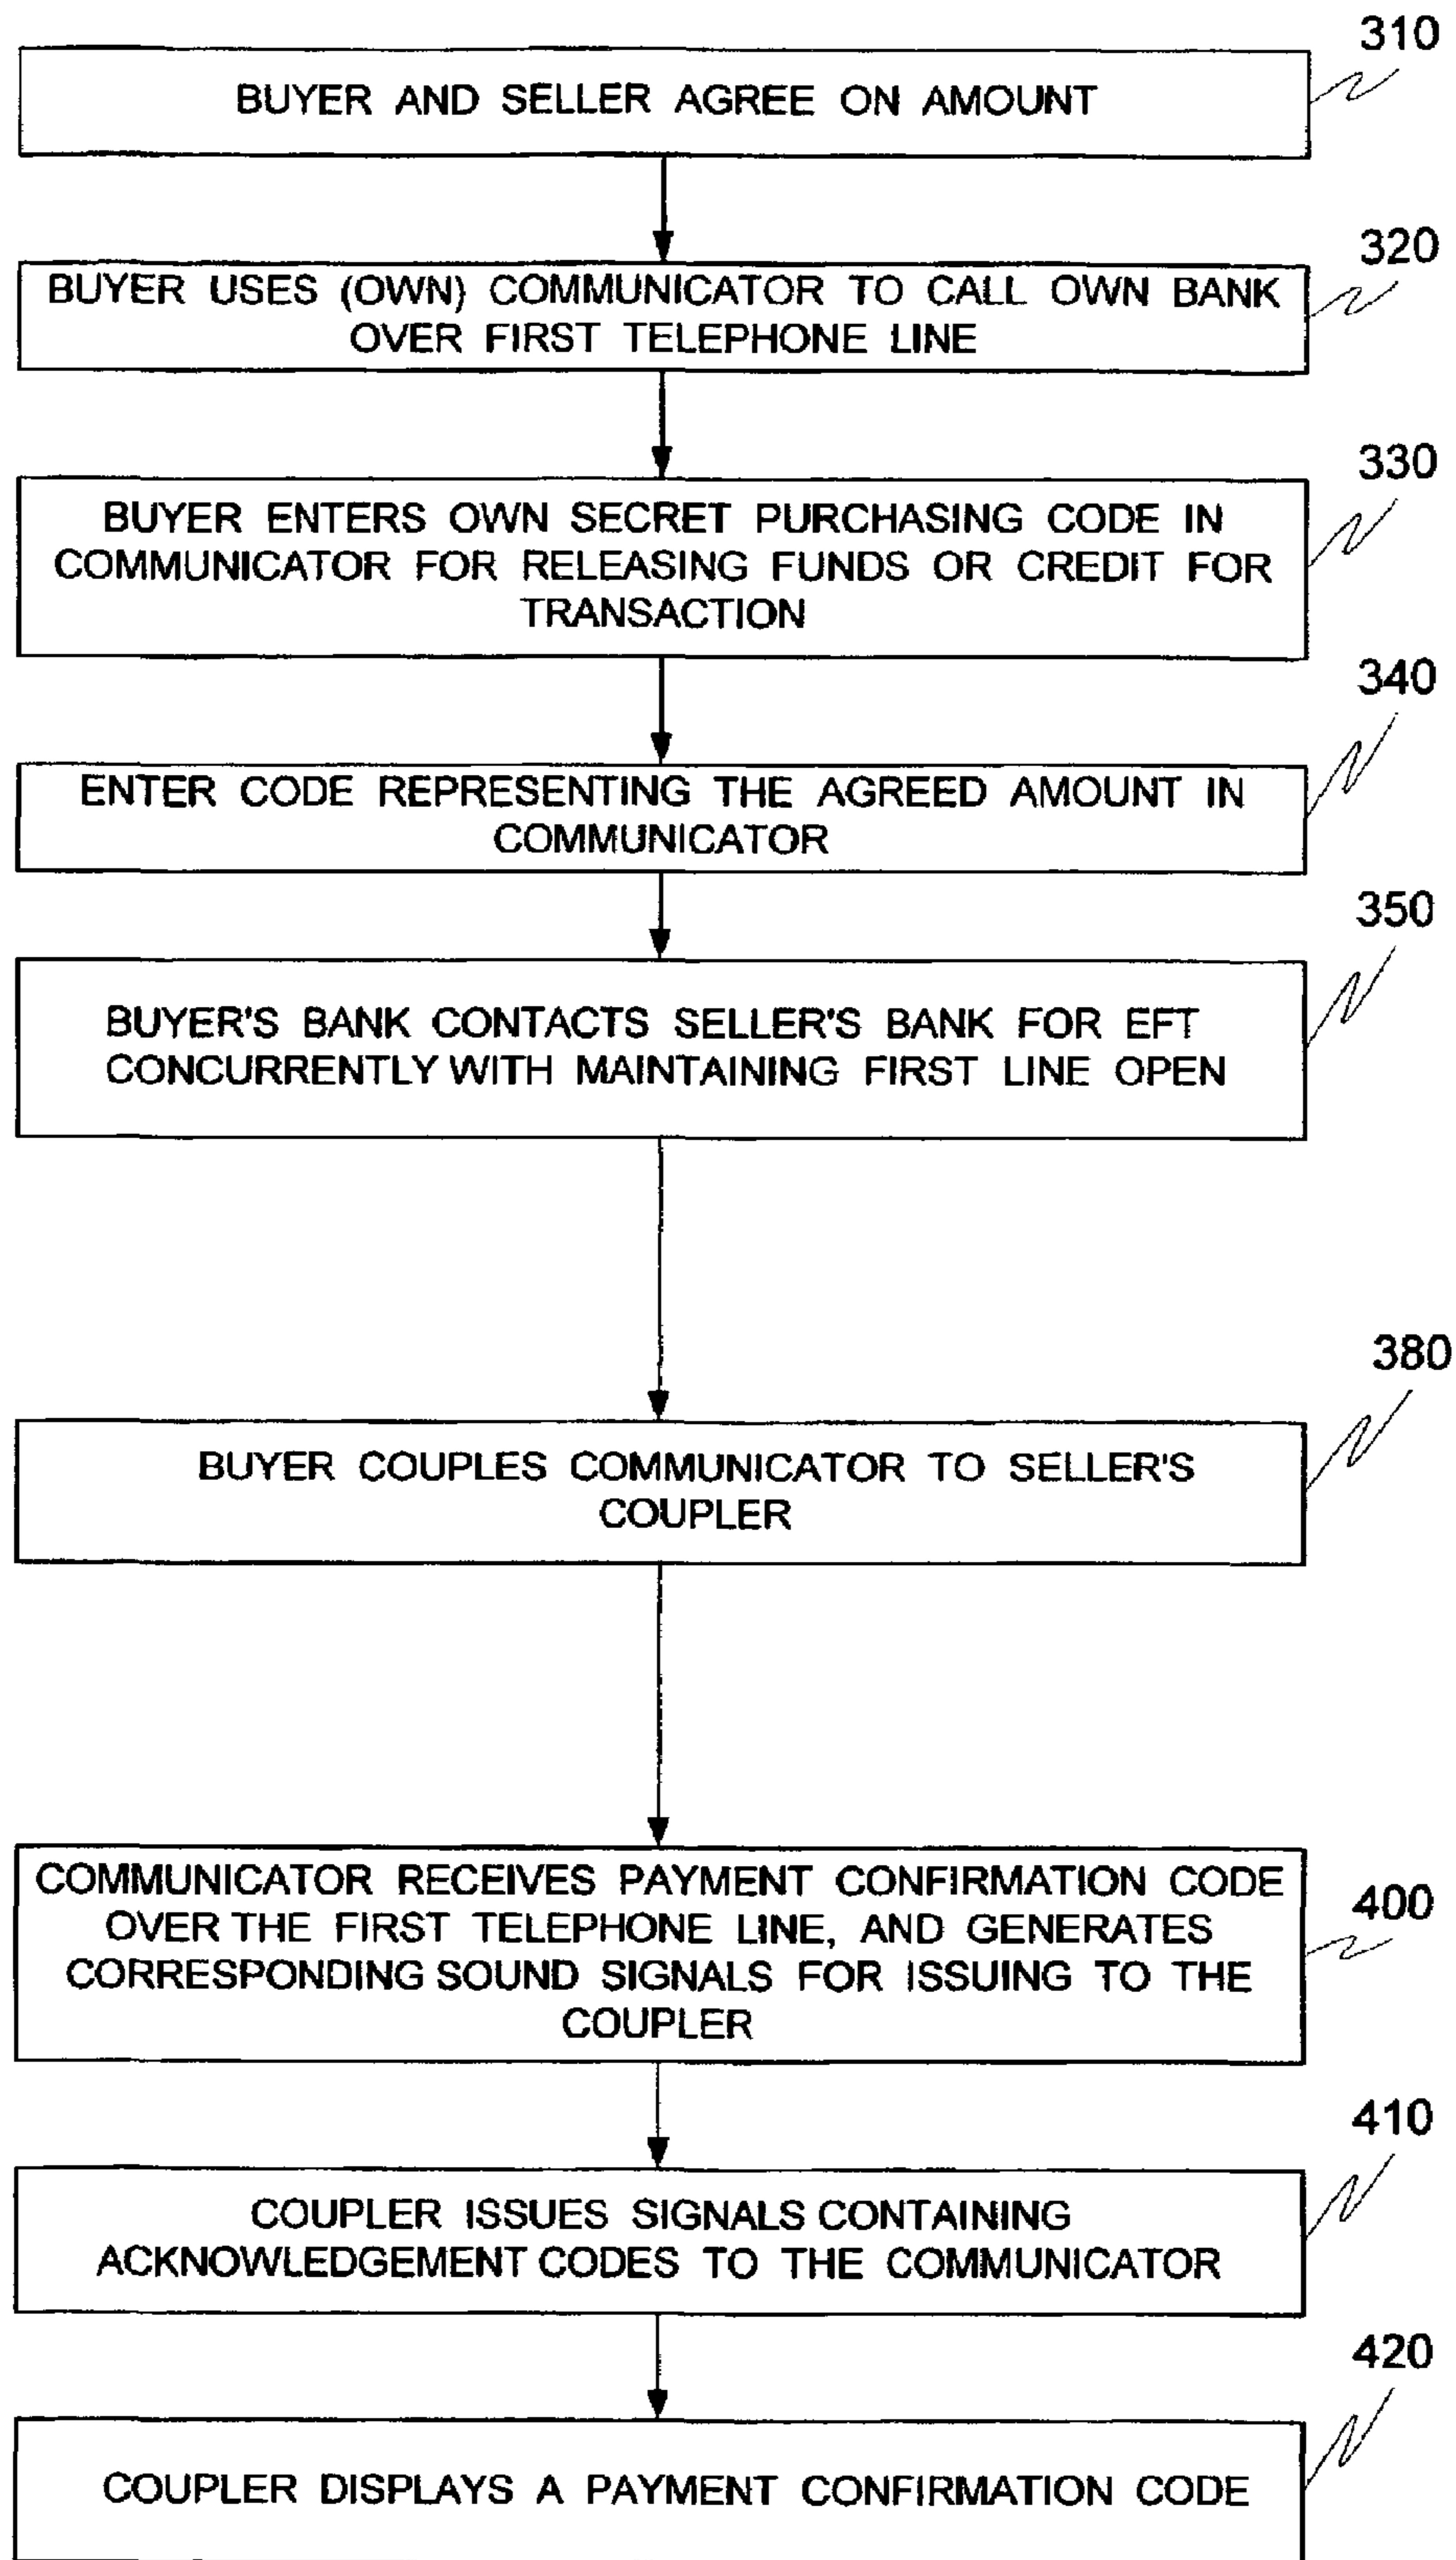 310
BUYER AND SELLER AGREE ON AMOUNT
320
BUYER USES (OWN) COMMUNICATOR TO CALL OWN BANK
OVER FIRST TELEPHONE LINE
330
BUYER ENTERS OWN SECRET PURCHASING CODE IN
COMMUNICATOR FOR RELEASING FUNDS OR CREDIT FOR
TRANSACTION
340
ENTER CODE REPRESENTING THE AGREED AMOUNT IN
COMMUNICATOR
350
BUYER'S BANK CONTACTS SELLER'S BANK FOR EFT
CONCURRENTLY WITH MAINTAINING FIRST LINE OPEN
380
BUYER COUPLES COMMUNICATOR TO SELLER'S
COUPLER
400
COMMUNICATOR RECEIVES PAYMENT CONFIRMATION CODE
OVER THE FIRST TELEPHONE LINE, AND GENERATES
CORRESPONDING SOUND SIGNALS FOR ISSUING TO THE
COUPLER
410
COUPLER ISSUES SIGNALS CONTAINING
ACKNOWLEDGEMENT CODES TO THE COMMUNICATOR
420
COUPLER DISPLAYS A PAYMENT CONFIRMATION CODE